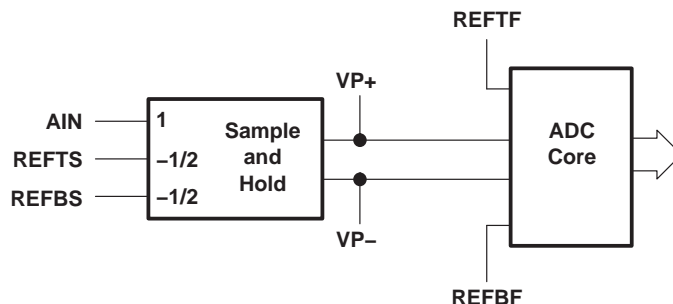 REFTF
VP+
AIN
1
Sample
and
Hold
ADC
Core
REFTS
–1/2
REFBS
–1/2
VP–
REFBF